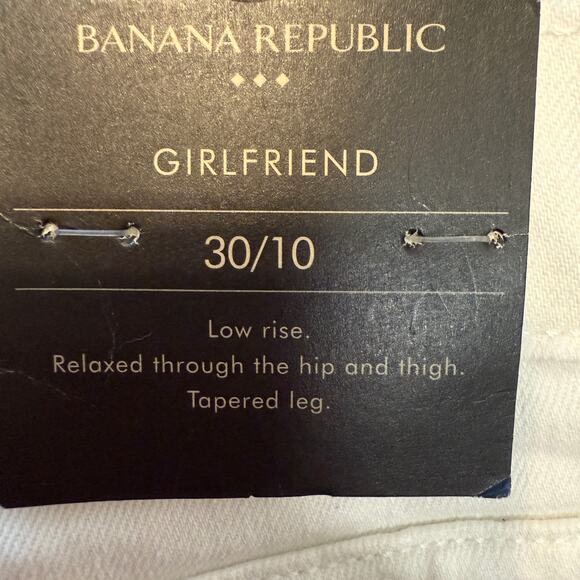 BANANA REPUBLIC
GIRLFRIEND
30/10
Low rise.
Relaxed through the hip and thigh.
Tapered leg.